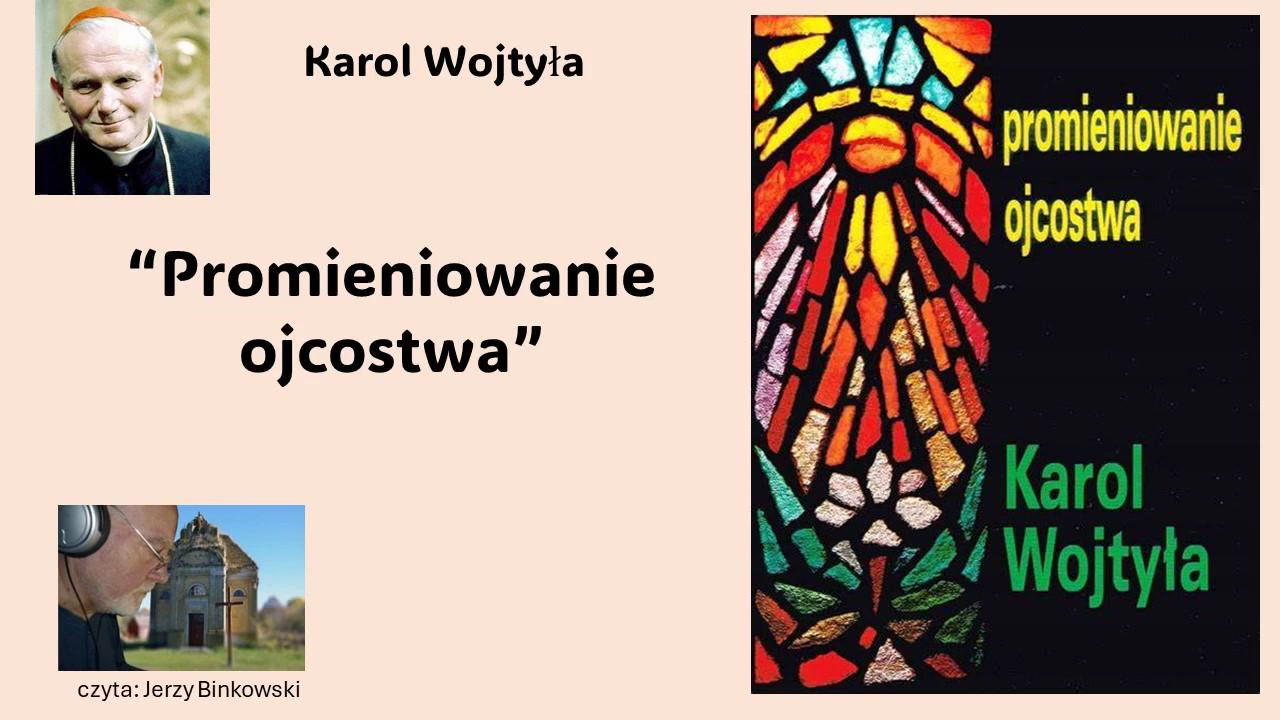 Karol Wojtyła
“Promieniowanie
ojcostwa”
czyta: Jerzy Binkowski
promieniowanie
ojcostwa
Karol
Wojtyła